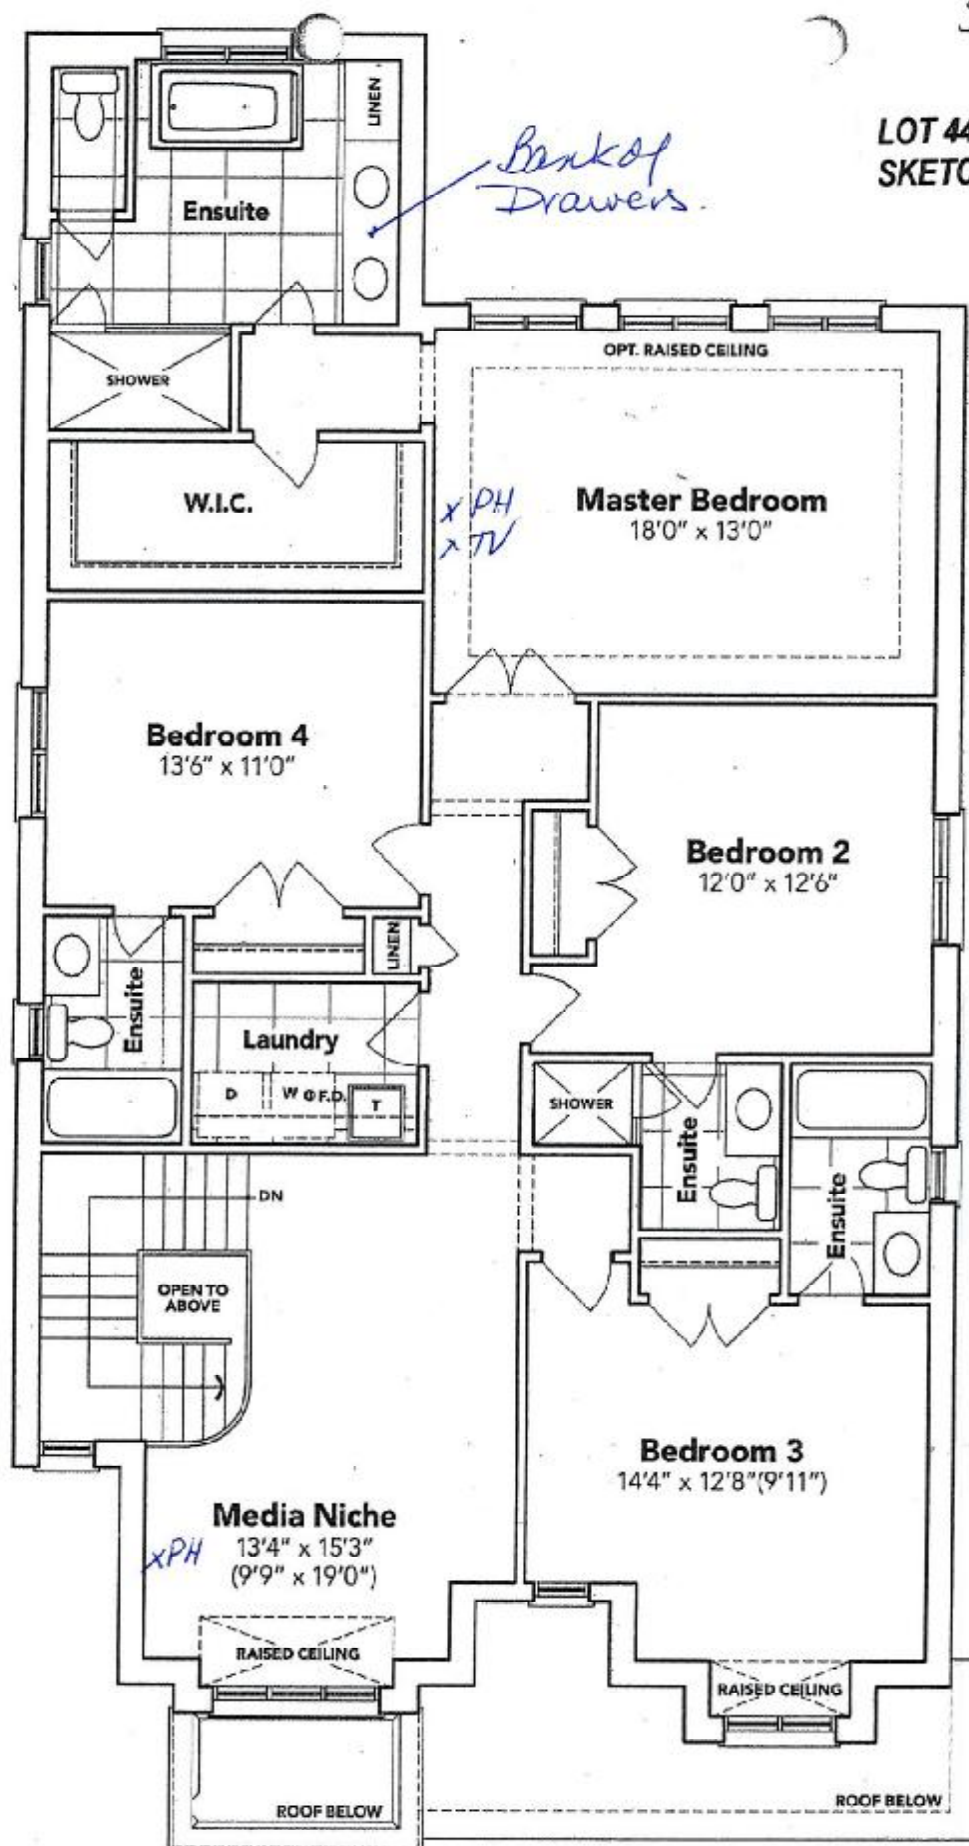 LOT 44
SKETC
LINEN
Bank of
Drawers.
Ensuite
OPT. RAISED CEILING
SHOWER
W.I.C.
x PH
x TV
Master Bedroom
18'0" x 13'0"
Bedroom 4
13'6" x 11'0"
Bedroom 2
12'0" x 12'6"
LINEN
Ensuite
Laundry
D
W
F.D.
T
SHOWER
Ensuite
Ensuite
DN
OPEN TO
ABOVE
Bedroom 3
14'4" x 12'8"(9'11")
Media Niche
13'4" x 15'3"
(9'9" x 19'0")
xPH
RAISED CEILING
RAISED CEILING
ROOF BELOW
ROOF BELOW